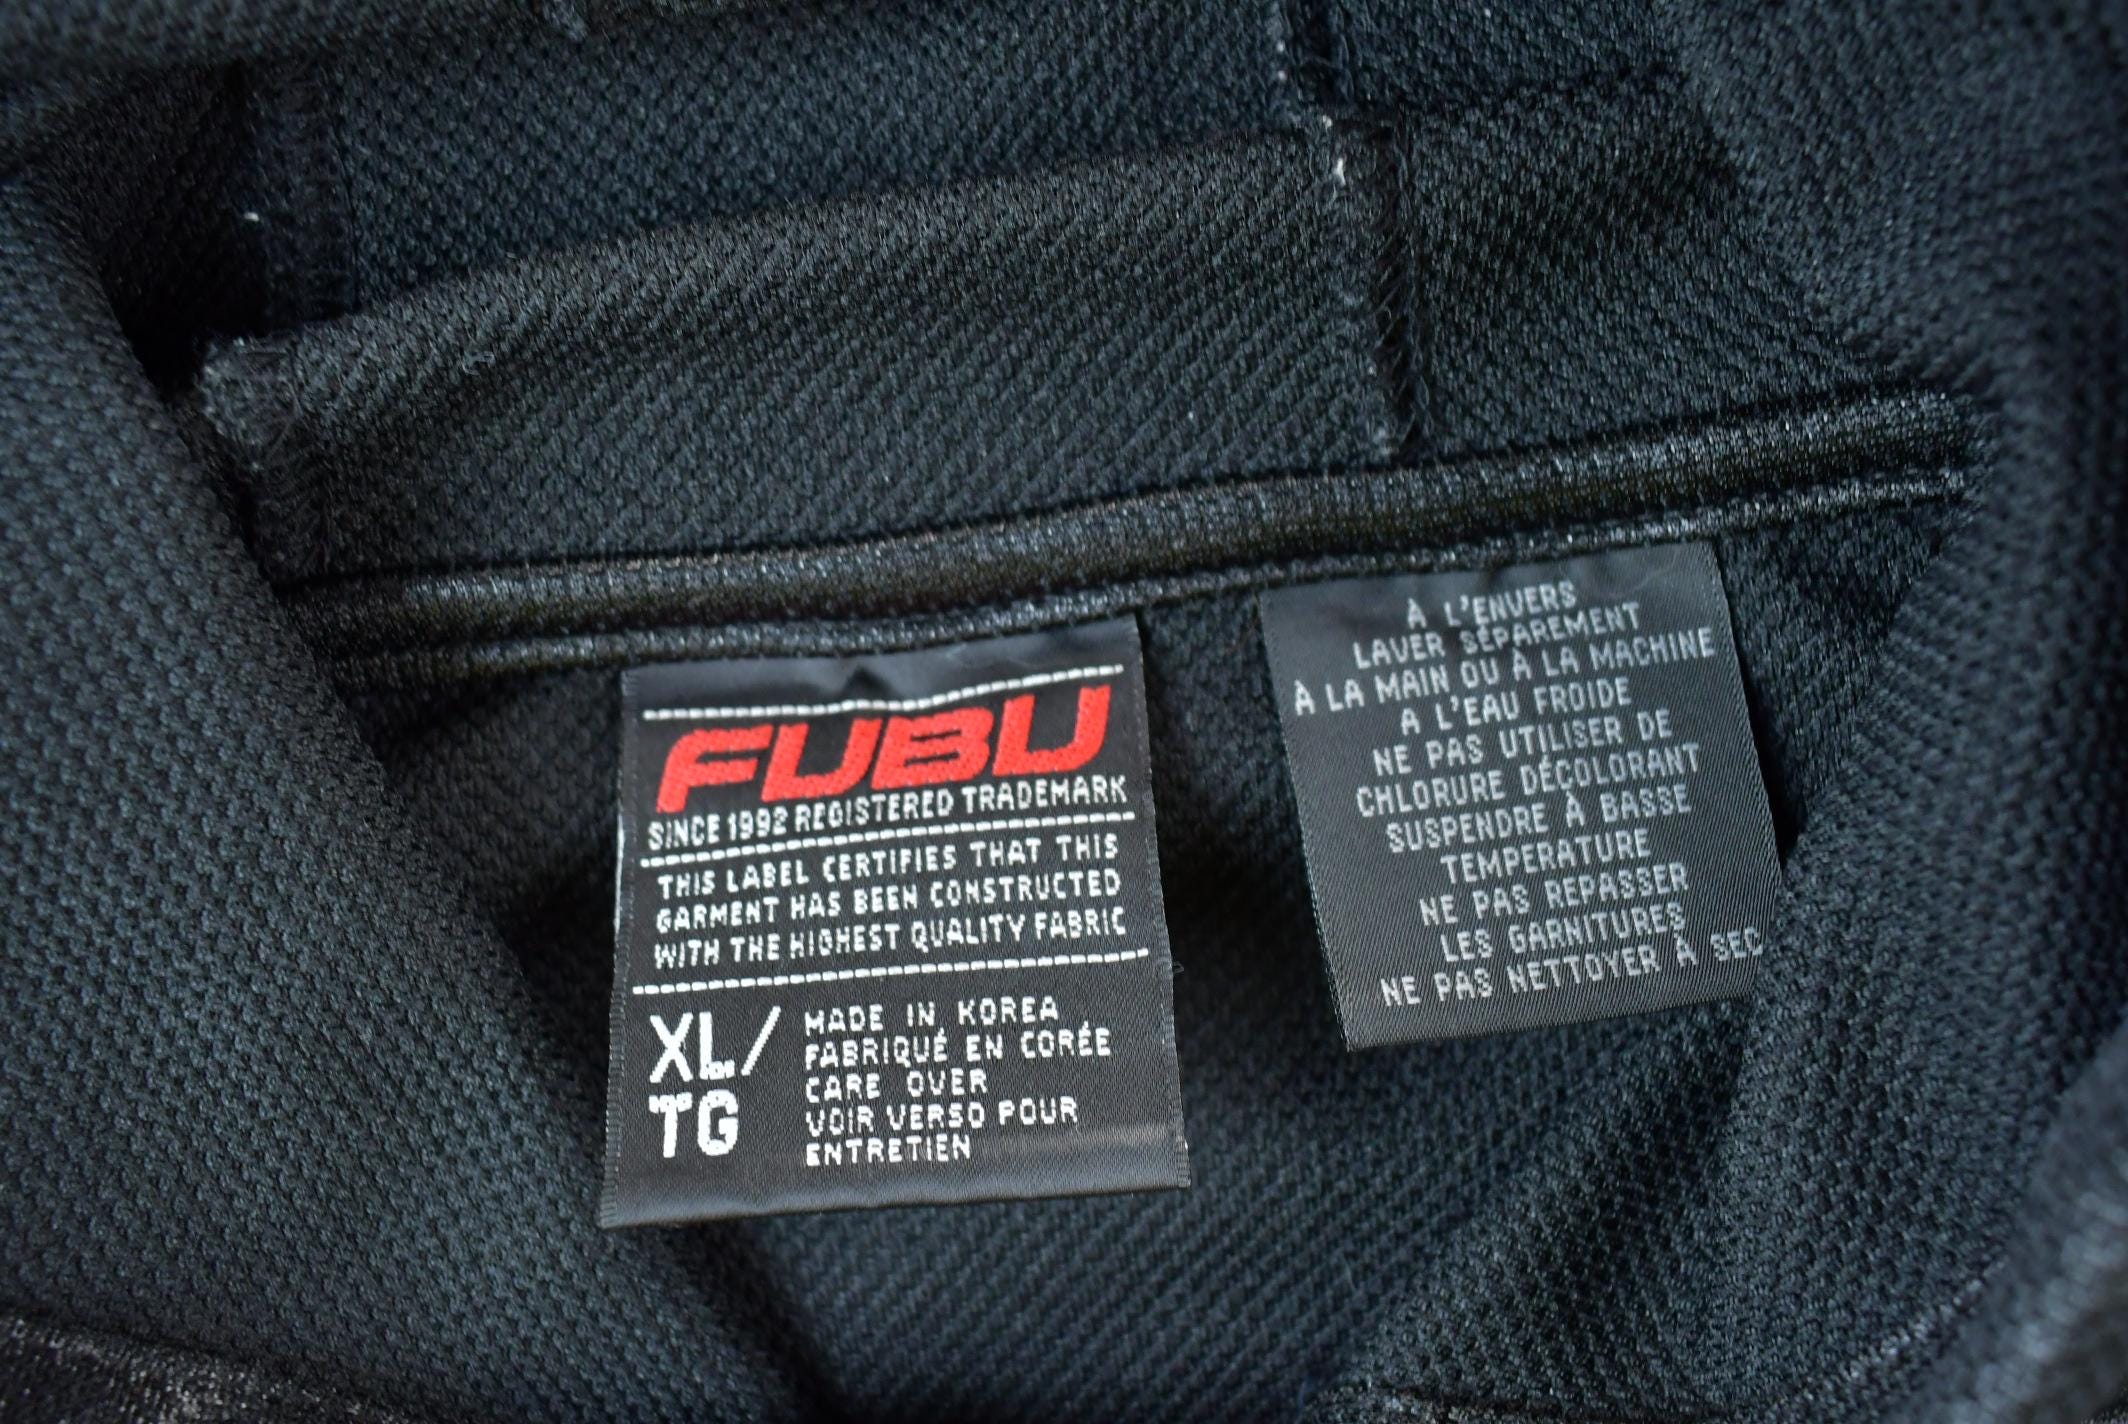 FUBU
SINCE 1992 REGISTERED TRADEMARK
THIS LABEL CERTIFIES THAT THIS
GARMENT HAS BEEN CONSTRUCTED
WITH THE HIGHEST QUALITY FABRIC
XL/
TG
MADE IN KOREA
FABRIQUÉ EN CORÉE
CARE OVER
VOIR VERSO POUR
ENTRETIEN
À L'ENVERS
LAVER SÉPAREMENT
À LA MAIN OU À LA MACHINE
A L'EAU FROIDE
NE PAS UTILISER DE
CHLORURE DÉCOLORANT
SUSPENDRE À BASSE
TEMPERATURE
NE PAS REPASSER
LES GARNITURES
NE PAS NETTOYER À SEC